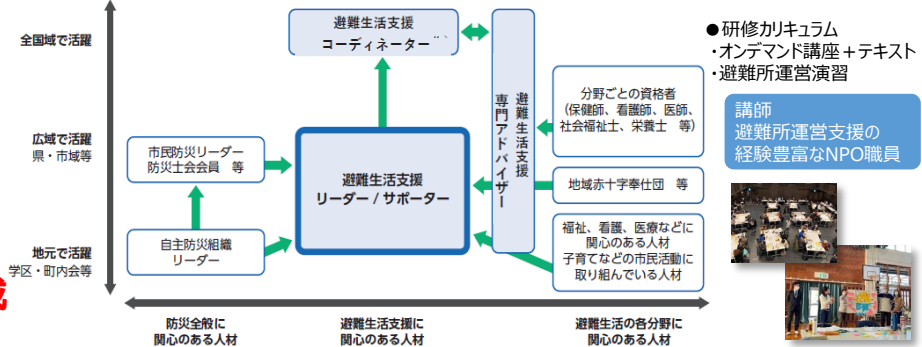 全国域で活躍
広域で活躍
県・市域等
地元で活躍
学区・町内会等
成
避難生活支援
コーディネーター
避難生活支援
専門アドバイザー
市民防災リーダー
防災士会会員 等
自主防災組織
リーダー
避難生活支援
リーダー / サポーター
分野ごとの資格者
(保健師、看護師、医師、
社会福祉士、栄養士 等)
地域赤十字奉仕団 等
福祉、看護、医療などに
関心のある人材
子育てなどの市民活動に
取り組んでいる人材
防災全般に
関心のある人材
避難生活支援に
関心のある人材
避難生活の各分野に
関心のある人材
●研修カリキュラム
・オンデマンド講座+テキスト
・避難所運営演習
講師
避難所運営支援の
経験豊富なNPO職員